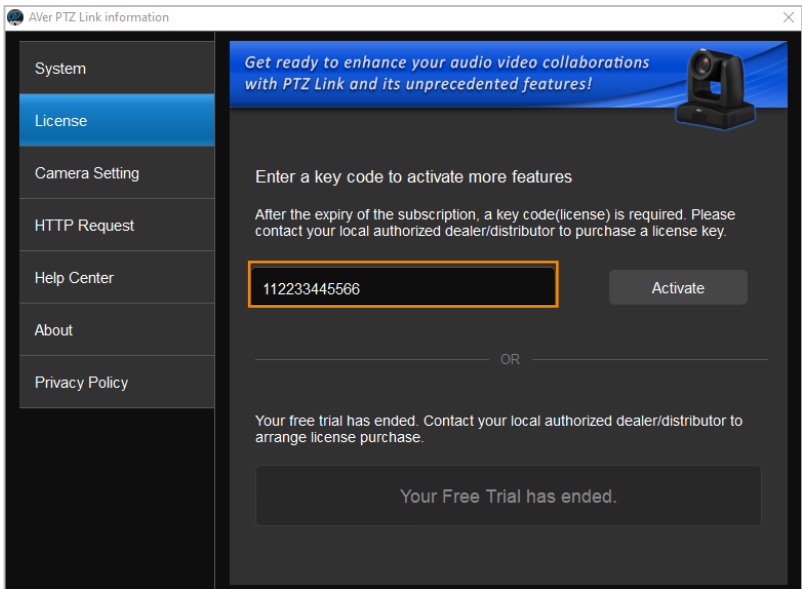 AVer PTZ Link information
System
License
Camera Setting
HTTP Request
Help Center
About
Privacy Policy
Get ready to enhance your audio video collaborations
with PTZ Link and its unprecedented features!
Enter a key code to activate more features
After the expiry of the subscription, a key code(license) is required. Please
contact your local authorized dealer/distributor to purchase a license key.
112233445566
Activate
OR
Your free trial has ended. Contact your local authorized dealer/distributor to
arrange license purchase.
Your Free Trial has ended.